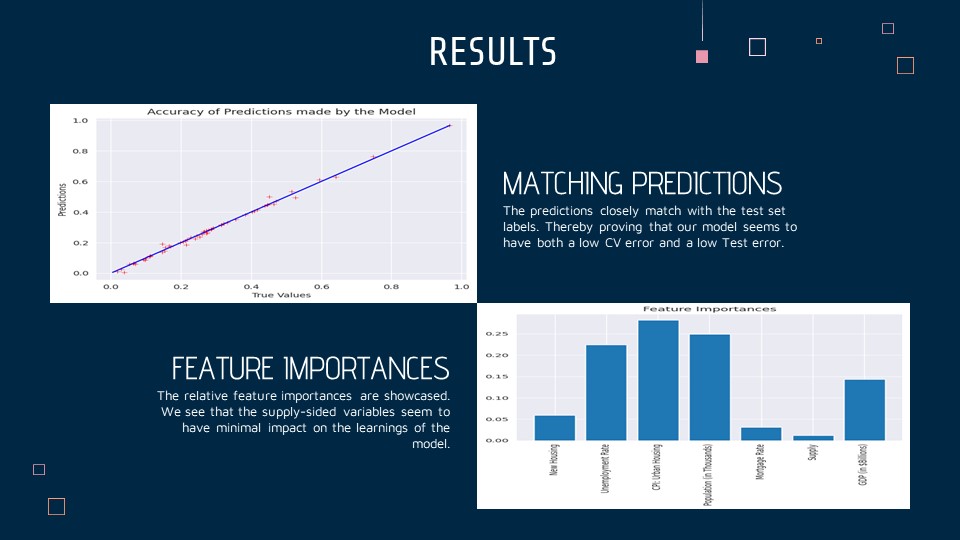 RESULTS
Accuracy of Predictions made by the Model
1.0
0.8
0.6
0.4
0.2
0.0
Predictions
0.0 0.2 0.4 0.6 0.8 1.0
True Values
MATCHING PREDICTIONS
The predictions closely match with the test set
labels. Thereby proving that our model seems to
have both a low CV error and a low Test error.
FEATURE IMPORTANCES
The relative feature importances are showcased.
We see that the supply-sided variables seem to
have minimal impact on the learnings of the
model.
Feature Importances
0.25
0.20
0.15
0.10
0.05
0.00
New Housing
Unemployment Rate
CPI: Urban Housing
Population (in Thousands)
Mortgage Rate
Supply
GDP (in $Billions)